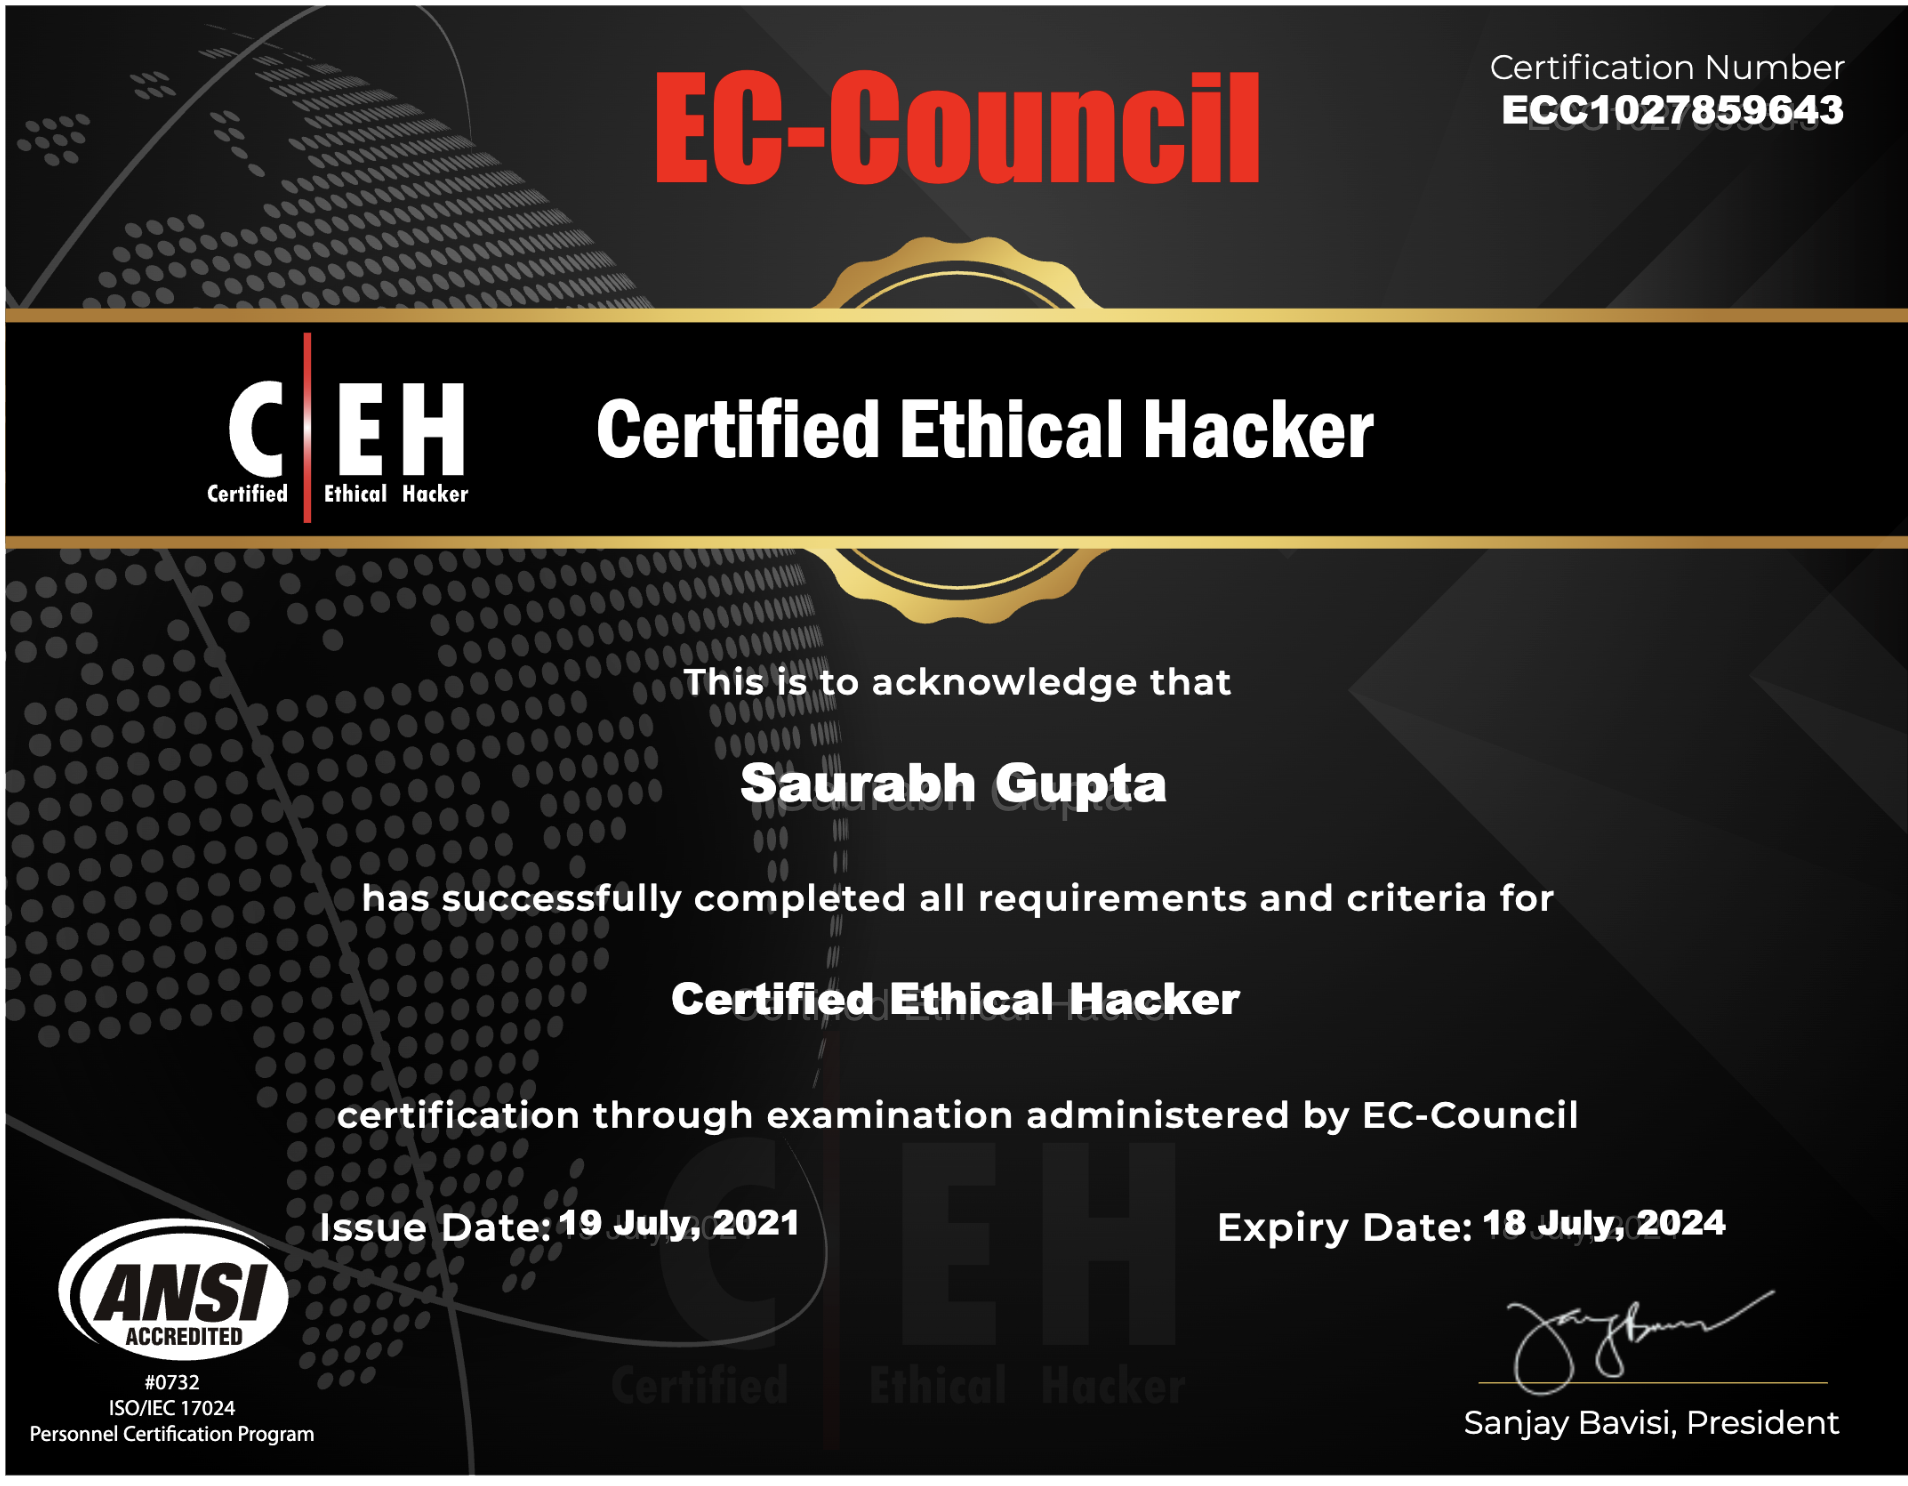 EC-Council
Certification Number
ECC1027859643
C EH
Certified Ethical Hacker
Certified Ethical Hacker
This is to acknowledge that
Saurabh Gupta
has successfully completed all requirements and criteria for
Certified Ethical Hacker
certification through examination administered by EC-Council
Issue Date: 19 July, 2021
Expiry Date: 18 July, 2024
C EH
Certified Ethical Hacker
ANSI
ACCREDITED
#0732
ISO/IEC 17024
Personnel Certification Program
Sanjay Bavisi, President